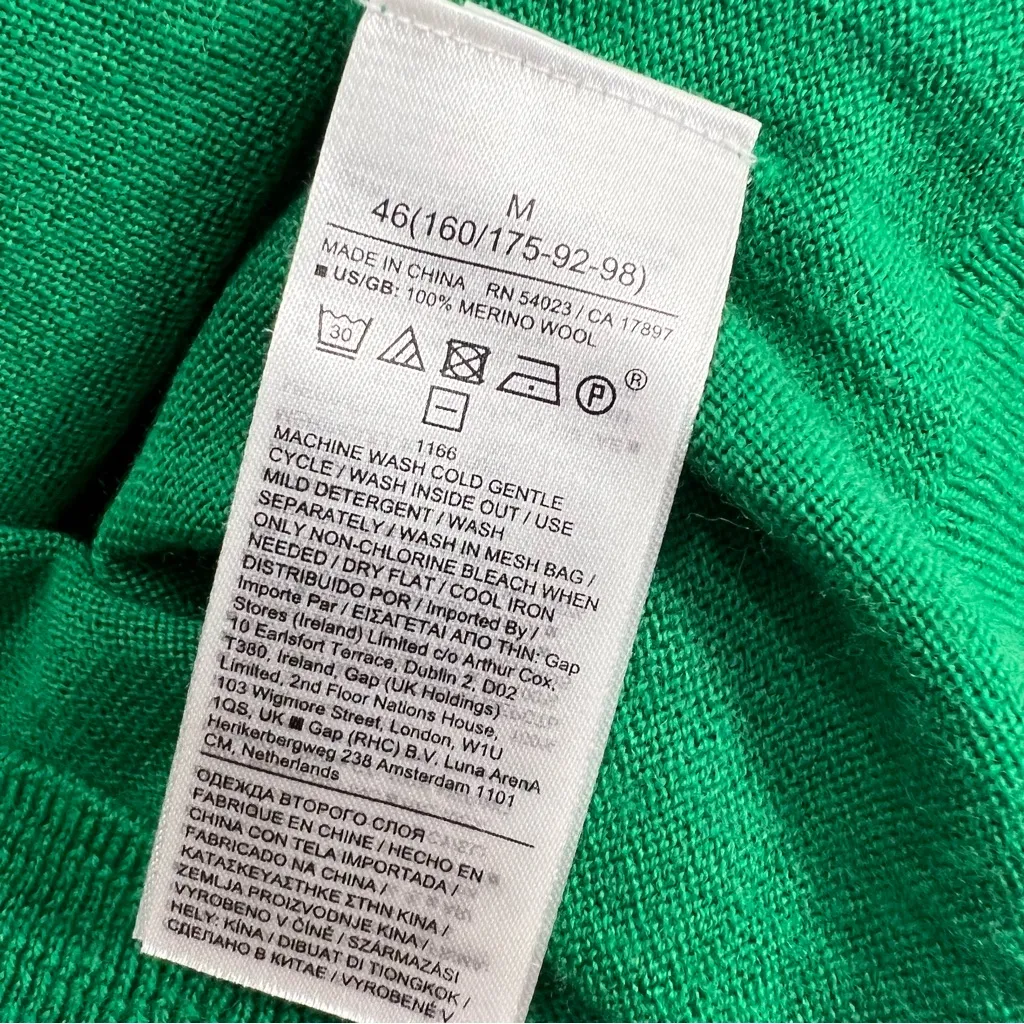 M
46(160/175-92-98)
MADE IN CHINA RN 54023 / CA 17897
■ US/GB: 100% MERINO WOOL
30 P ®
1166
MACHINE WASH COLD GENTLE
CYCLE / WASH INSIDE OUT / USE
MILD DETERGENT / WASH
SEPARATELY / WASH IN MESH BAG /
ONLY NON-CHLORINE BLEACH WHEN
NEEDED / DRY FLAT / COOL IRON
DISTRIBUIDO POR / Imported By /
Importe Par / ΕΙΣΑΓΕΤΑΙ ΑΠΟ ΤΗΝ: Gap
Stores (Ireland) Limited c/o Arthur Cox,
10 Earlsfort Terrace, Dublin 2, D02
T380, Ireland, Gap (UK Holdings)
Limited, 2nd Floor Nations House,
103 Wigmore Street, London, W1U
1QS, UK ■ Gap (RHC) B.V, Luna ArenA
Herikerbergweg 238 Amsterdam 1101
CM, Netherlands
ОДЕЖДА ВТОРОГО СЛОЯ
FABRIQUE EN CHINE / HECHO EN
CHINA CON TELA IMPORTADA /
FABRICADO NA CHINA /
ΚΑΤΑΣΚΕΥΑΣΤΗΚΕ ΣΤΗΝ ΚΙΝΑ /
ZEMLJA PROIZVODNJE KINA /
VYROBENO V ČÍNĚ / SZÁRMAZÁSI
HELY: KÍNA / DIBUAT DI TIONGKOK /
СДЕЛАНО В КИТАЕ / VYROBENÉ V